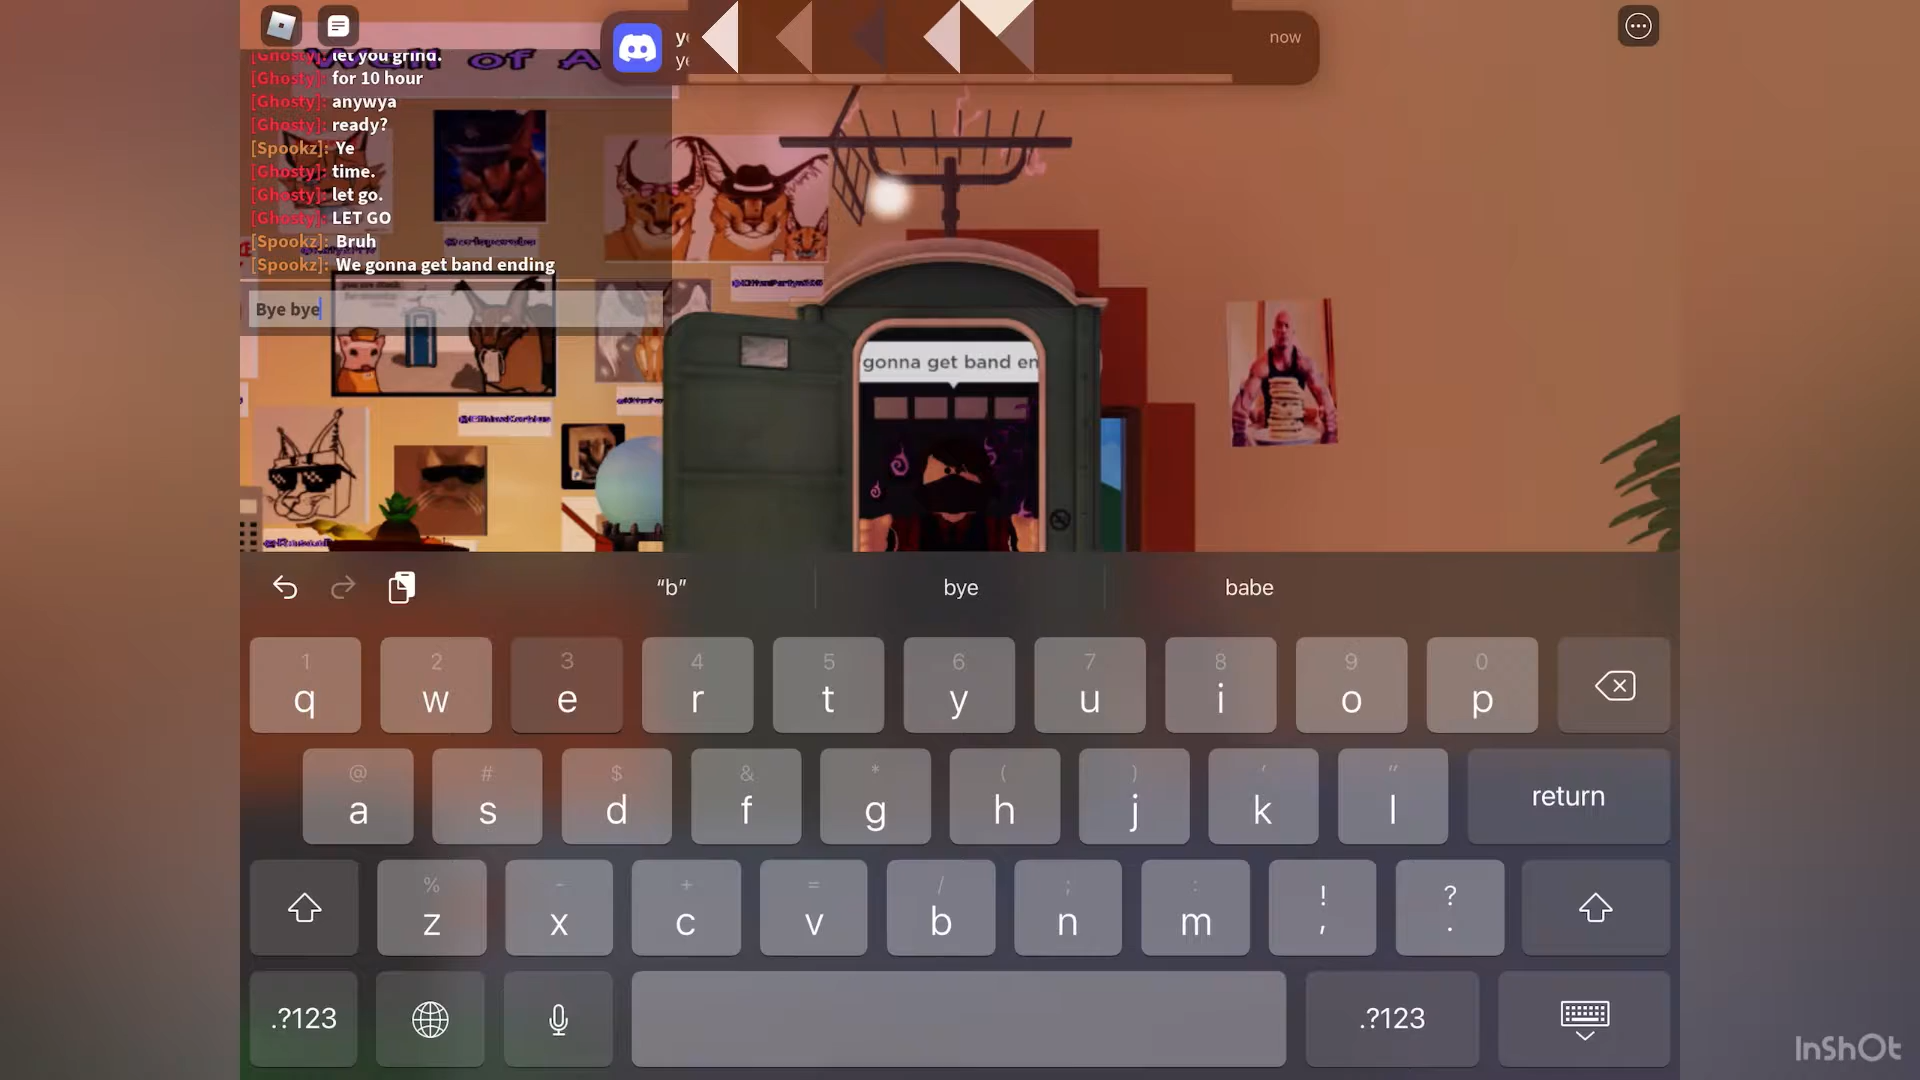 [Ghosty]: let you grind.
[Ghosty]: for 10 hour
[Ghosty]: anywya
[Ghosty]: ready?
[Spookz]: Ye
[Ghosty]: time.
[Ghosty]: let go.
[Ghosty]: LET GO
[Spookz]: Bruh
[Spookz]: We gonna get band ending
Bye bye
now
gonna get band en
“b” bye babe
1 2 3 4 5 6 7 8 9 0
q w e r t y u i o p
@ # $ & * ( ) ' "
a s d f g h j k l return
% - + = / ; : ! ?
z x c v b n m , .
.?123 .?123
InShOt